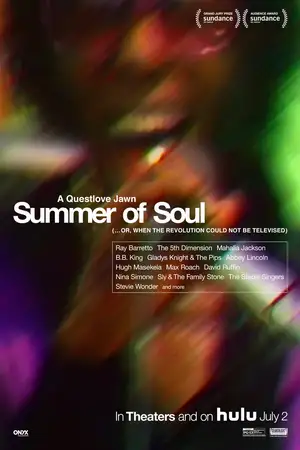 GRAND JURY PRIZE
sundance
AUDIENCE AWARD
sundance
A Questlove Jawn
Summer of Soul
(...OR, WHEN THE REVOLUTION COULD NOT BE TELEVISED)
Ray Barretto The 5th Dimension Mahalia Jackson
B.B. King Gladys Knight & The Pips Abbey Lincoln
Hugh Masekela Max Roach David Ruffin
Nina Simone Sly & The Family Stone The Staple Singers
Stevie Wonder and more
In Theaters and on hulu July 2
ONYX